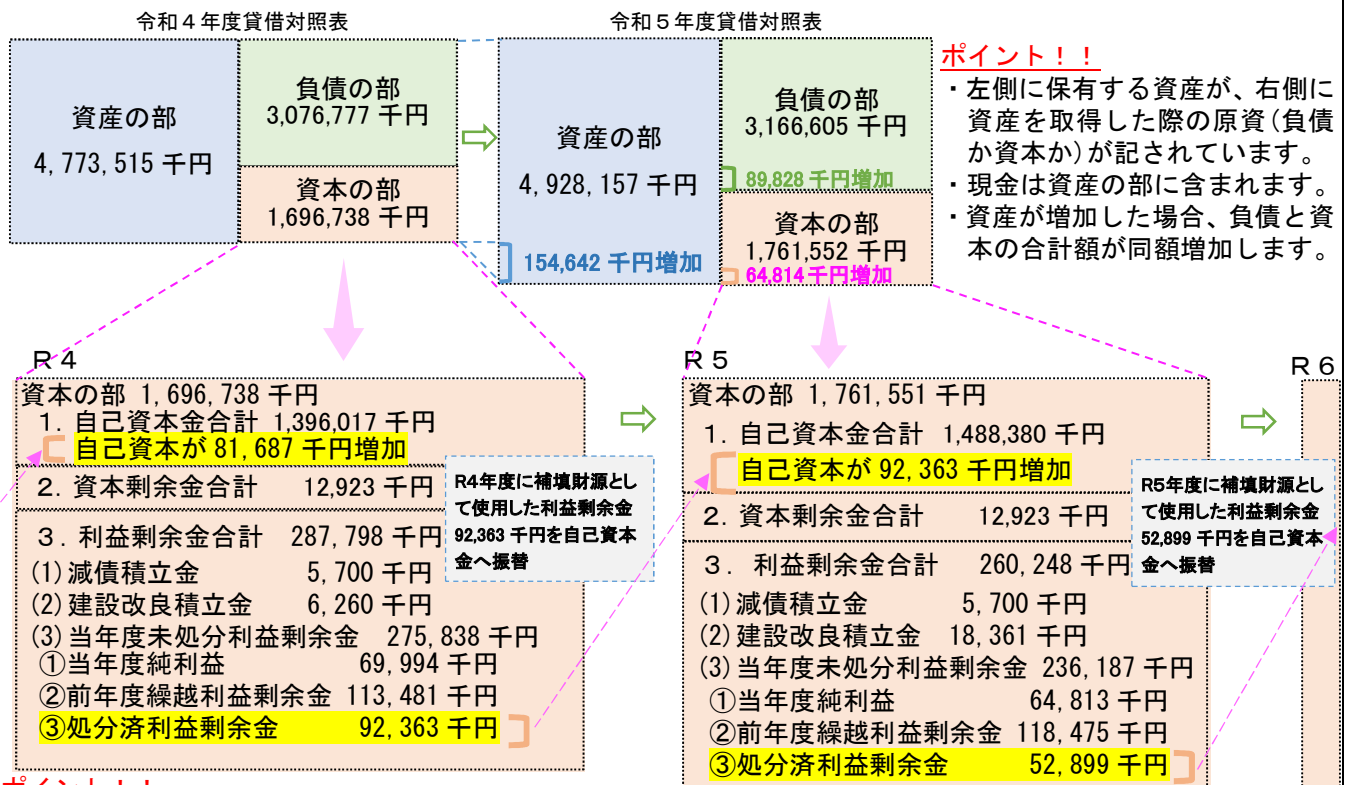 令和４年度貸借対照表
令和５年度貸借対照表
資産の部
4,773,515 千円
負債の部
3,076,777 千円
資本の部
1,696,738 千円
資産の部
4,928,157 千円
154,642 千円増加
負債の部
3,166,605 千円
89,828 千円増加
資本の部
1,761,552 千円
64,814 千円増加
ポイント！！
・左側に保有する資産が、右側に
資産を取得した際の原資(負債
か資本か)が記されています。
・現金は資産の部に含まれます。
・資産が増加した場合、負債と資
本の合計額が同額増加します。
Ｒ４
資本の部 1,696,738 千円
1. 自己資本金合計 1,396,017 千円
自己資本が 81,687 千円増加
2. 資本剰余金合計 12,923 千円
３. 利益剰余金合計 287,798 千円
(1)減債積立金 5,700 千円
(2)建設改良積立金 6,260 千円
(3)当年度未処分利益剰余金 275,838 千円
①当年度純利益 69,994 千円
②前年度繰越利益剰余金 113,481 千円
③処分済利益剰余金 92,363 千円
R4年度に補填財源とし
て使用した利益剰余金
92,363 千円を自己資本
金へ振替
Ｒ５
資本の部 1,761,551 千円
1. 自己資本金合計 1,488,380 千円
自己資本が 92,363 千円増加
2. 資本剰余金合計 12,923 千円
３. 利益剰余金合計 260,248 千円
(1)減債積立金 5,700 千円
(2)建設改良積立金 18,361 千円
(3)当年度未処分利益剰余金 236,187 千円
①当年度純利益 64,813 千円
②前年度繰越利益剰余金 118,475 千円
③処分済利益剰余金 52,899 千円
R5年度に補填財源とし
て使用した利益剰余金
52,899 千円を自己資本
金へ振替
Ｒ６
ポイント！！